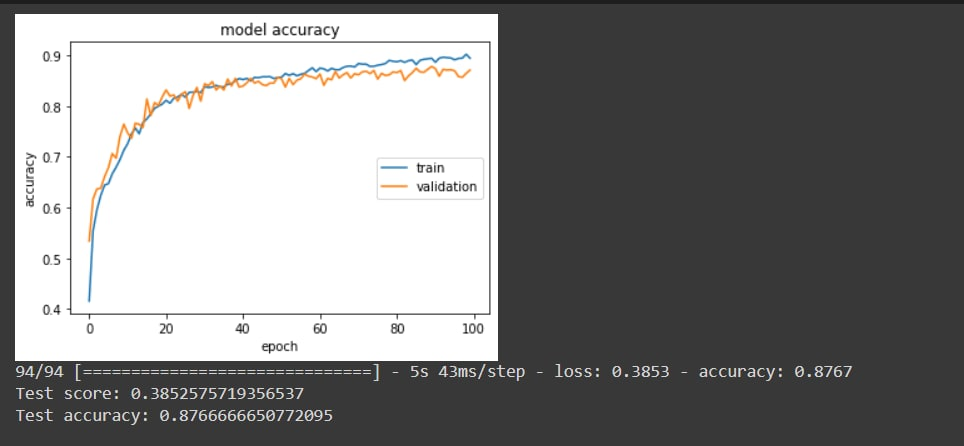 model accuracy
0.9
0.8
0.7
0.6
0.5
0.4
accuracy
train
validation
0 20 40 60 80 100
epoch
94/94 [==============================] - 5s 43ms/step - loss: 0.3853 - accuracy: 0.8767
Test score: 0.3852575719356537
Test accuracy: 0.8766666650772095